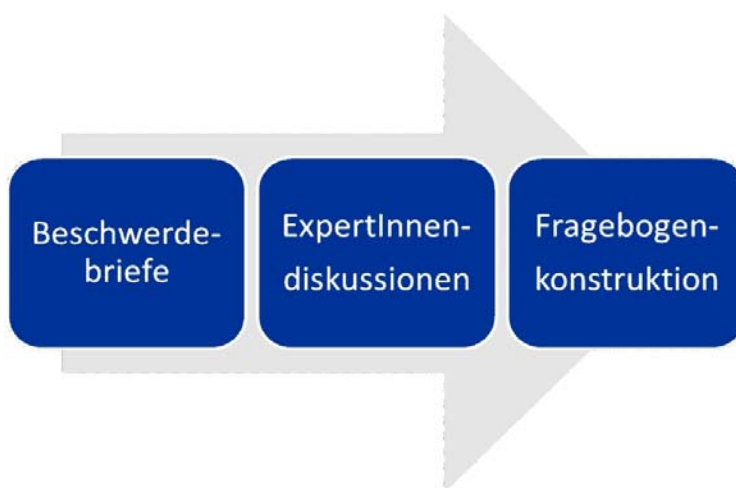 Beschwerde-
briefe
ExpertInnen-
diskussionen
Fragebogen-
konstruktion